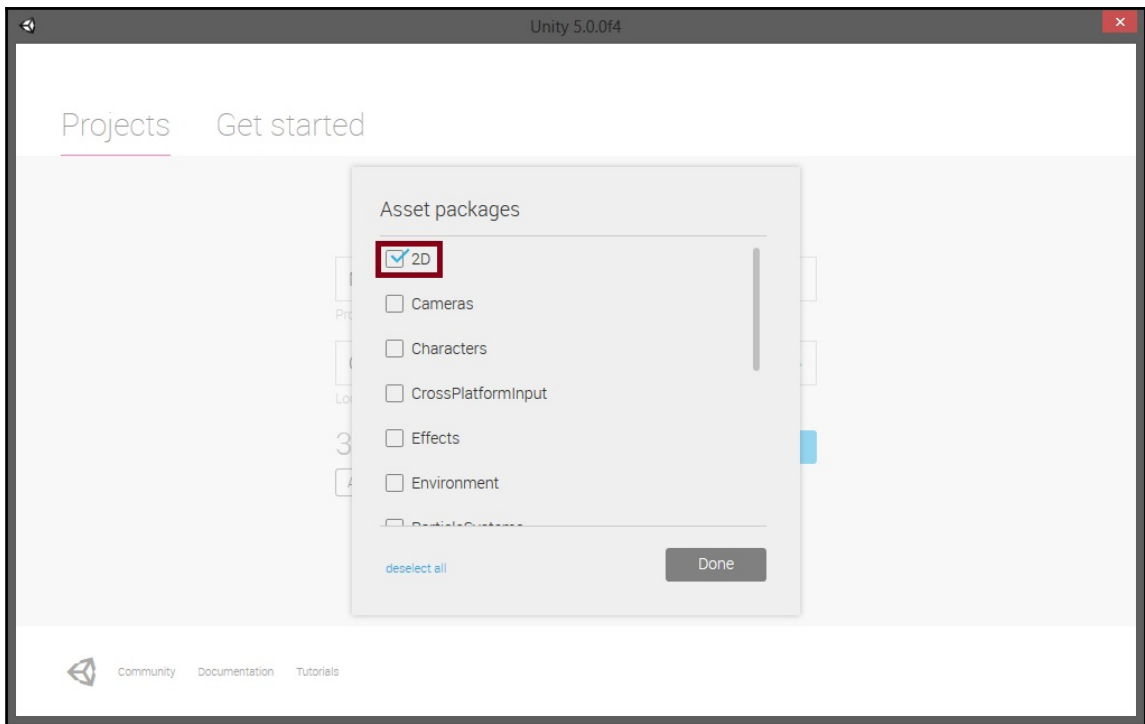 Unity 5.0.0f4
Projects Get started
Asset packages
2D
Cameras
Characters
CrossPlatformInput
Effects
Environment
ParticleSystems
deselect all
Done
Community Documentation Tutorials